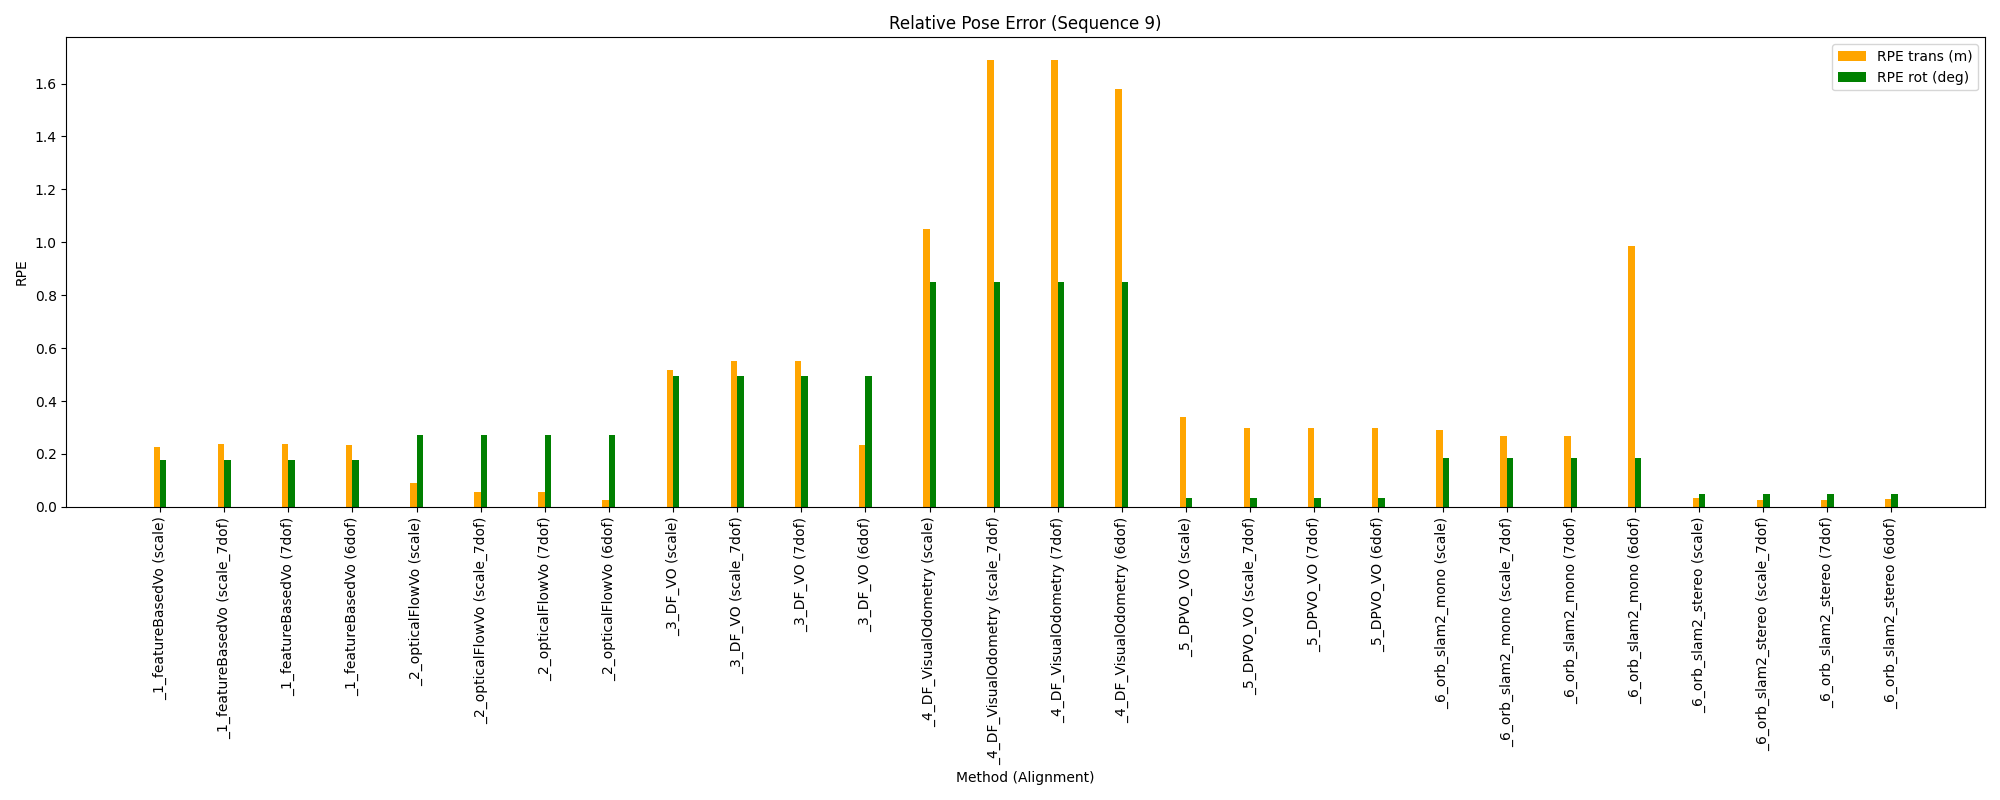 Relative Pose Error (Sequence 9)
RPE trans (m)
RPE rot (deg)
RPE
1.6
1.4
1.2
1.0
0.8
0.6
0.4
0.2
0.0
_1_featureBasedVo (scale)
_1_featureBasedVo (scale_7dof)
_1_featureBasedVo (7dof)
_1_featureBasedVo (6dof)
_2_opticalFlowVo (scale)
_2_opticalFlowVo (scale_7dof)
_2_opticalFlowVo (7dof)
_2_opticalFlowVo (6dof)
_3_DF_VO (scale)
_3_DF_VO (scale_7dof)
_3_DF_VO (7dof)
_3_DF_VO (6dof)
_4_DF_VisualOdometry (scale)
_4_DF_VisualOdometry (scale_7dof)
_4_DF_VisualOdometry (7dof)
_4_DF_VisualOdometry (6dof)
_5_DPVO_VO (scale)
_5_DPVO_VO (scale_7dof)
_5_DPVO_VO (7dof)
_5_DPVO_VO (6dof)
_6_orb_slam2_mono (scale)
_6_orb_slam2_mono (scale_7dof)
_6_orb_slam2_mono (7dof)
_6_orb_slam2_mono (6dof)
_6_orb_slam2_stereo (scale)
_6_orb_slam2_stereo (scale_7dof)
_6_orb_slam2_stereo (7dof)
_6_orb_slam2_stereo (6dof)
Method (Alignment)